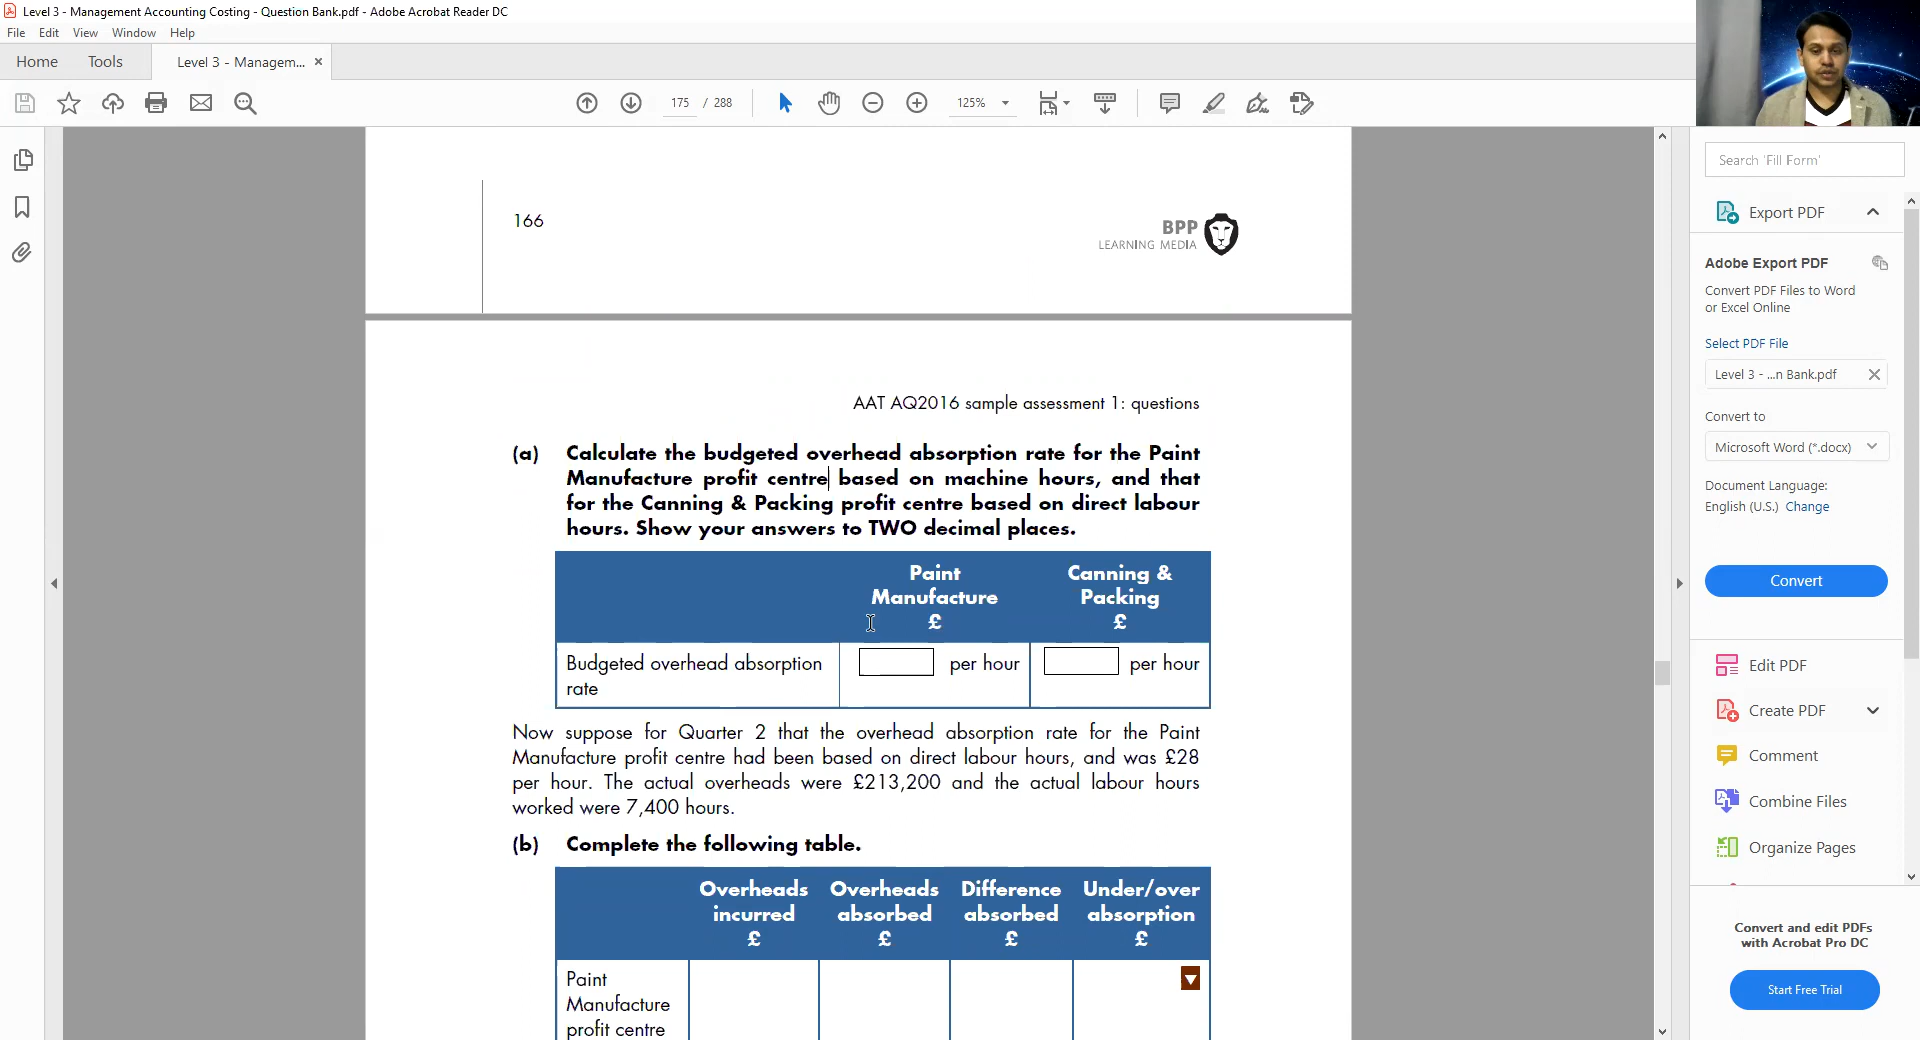 Level 3 - Management Accounting Costing - Question Bank.pdf - Adobe Acrobat Reader DC
File Edit View Window Help
Home Tools Level 3 - Managem... ×
175 / 288 125%
Search 'Fill Form'
166
BPP
LEARNING MEDIA
AAT AQ2016 sample assessment 1: questions
(a) Calculate the budgeted overhead absorption rate for the Paint
Manufacture profit centre based on machine hours, and that
for the Canning & Packing profit centre based on direct labour
hours. Show your answers to TWO decimal places.
Paint Manufacture £
Canning & Packing £
Budgeted overhead absorption rate
per hour
per hour
Now suppose for Quarter 2 that the overhead absorption rate for the Paint
Manufacture profit centre had been based on direct labour hours, and was £28
per hour. The actual overheads were £213,200 and the actual labour hours
worked were 7,400 hours.
(b) Complete the following table.
Overheads incurred £
Overheads absorbed £
Difference absorbed £
Under/over absorption £
Paint
Manufacture
profit centre
Export PDF
Adobe Export PDF
Convert PDF Files to Word
or Excel Online
Select PDF File
Level 3 - ...n Bank.pdf
Convert to
Microsoft Word (*.docx)
Document Language:
English (U.S.) Change
Convert
Edit PDF
Create PDF
Comment
Combine Files
Organize Pages
Convert and edit PDFs
with Acrobat Pro DC
Start Free Trial